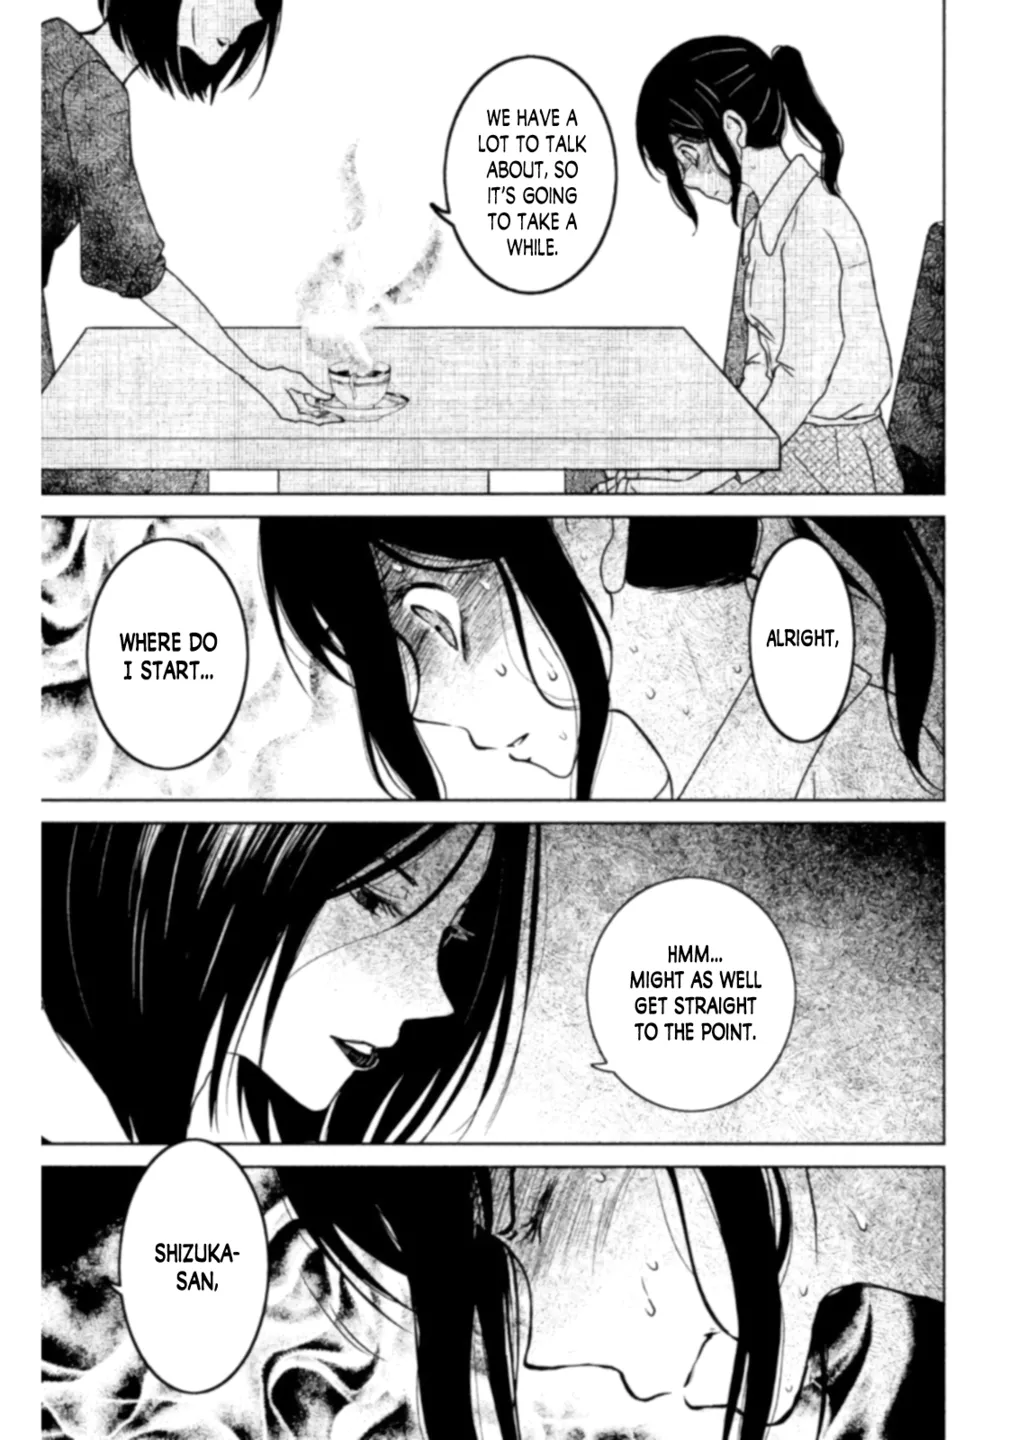 WE HAVE A
LOT TO TALK
ABOUT, SO
IT'S GOING
TO TAKE A
WHILE.
ALRIGHT,
WHERE DO
I START...
HMM...
MIGHT AS WELL
GET STRAIGHT
TO THE POINT.
SHIZUKA-
SAN,